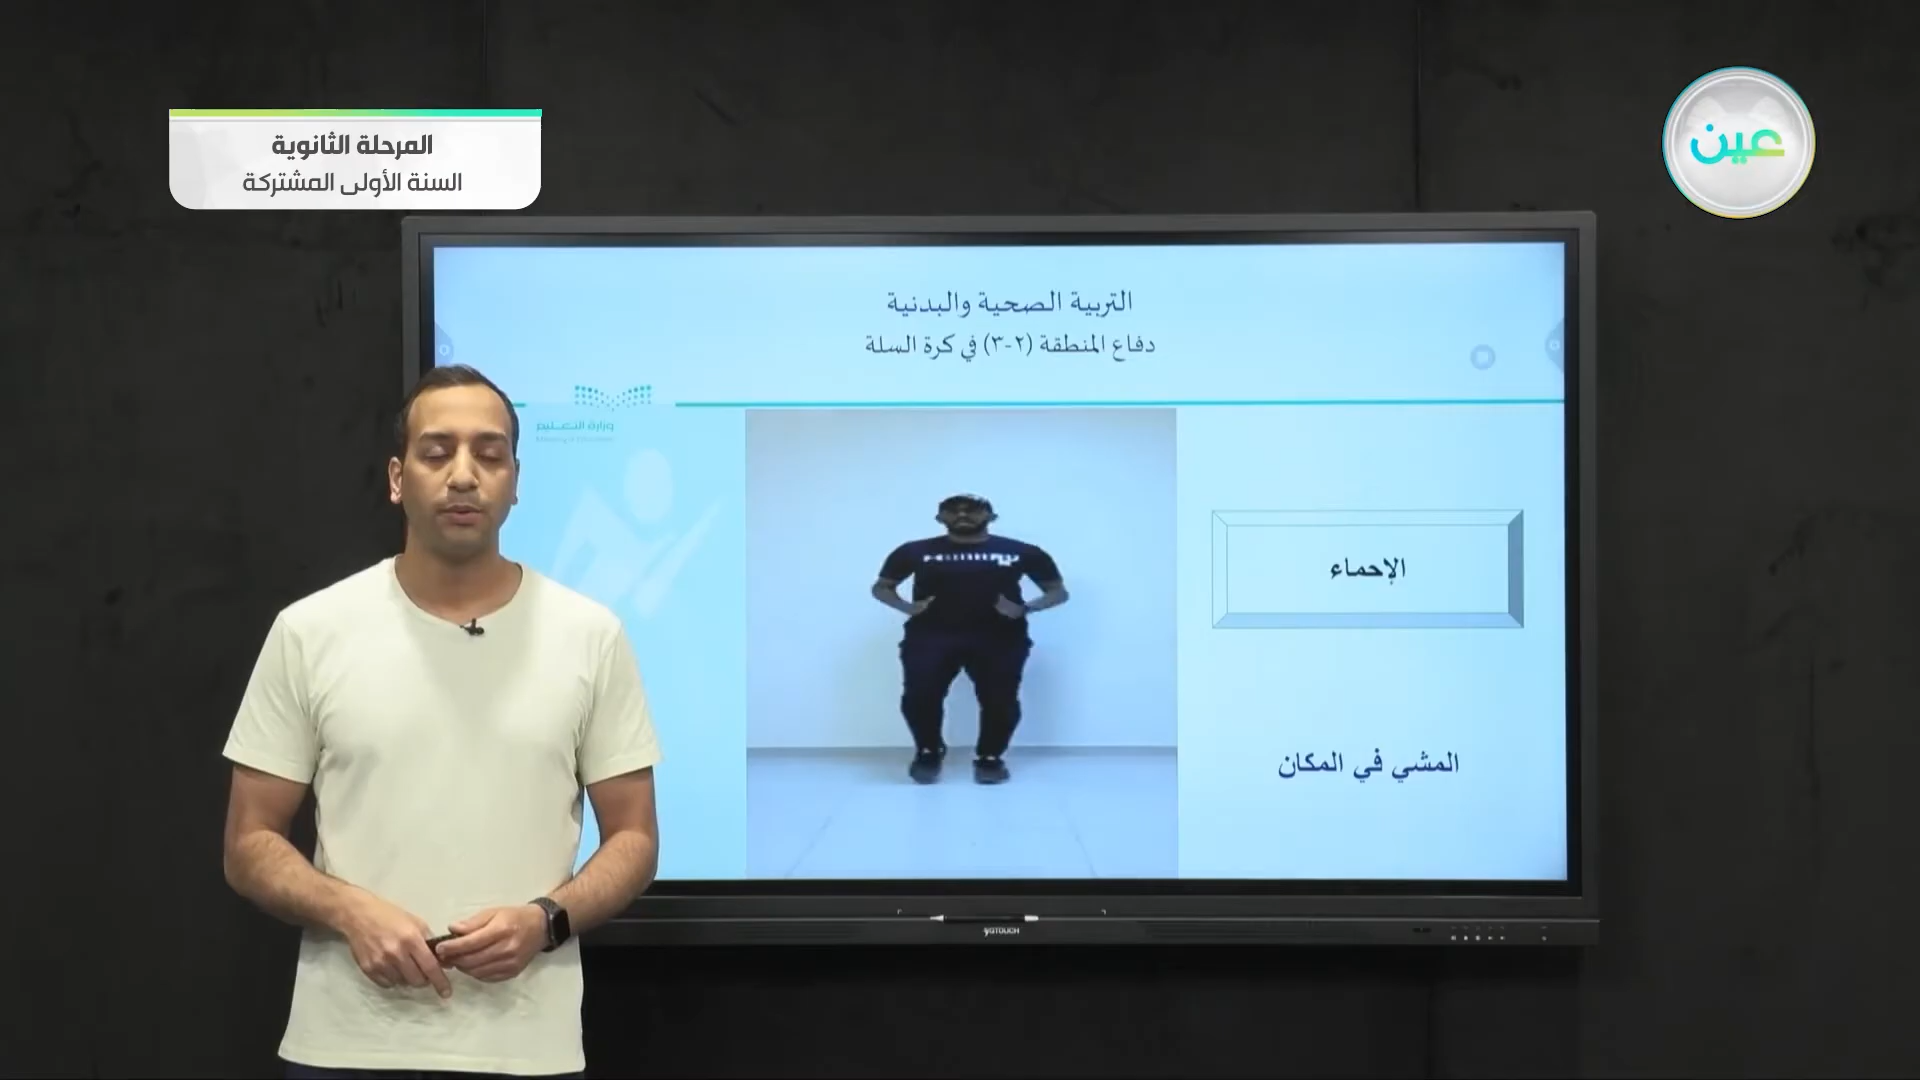 المرحلة الثانوية
السنة الأولى المشتركة
عين
التربية الصحية والبدنية
دفاع المنطقة (٢-٣) في كرة السلة
وزارة التعليم
الإحماء
المشي في المكان